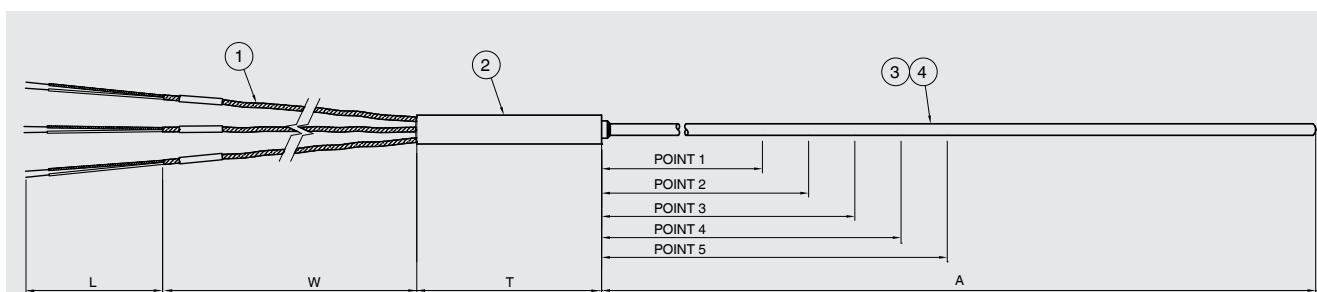 1
2
3 4
POINT 1
POINT 2
POINT 3
POINT 4
POINT 5
L W T A